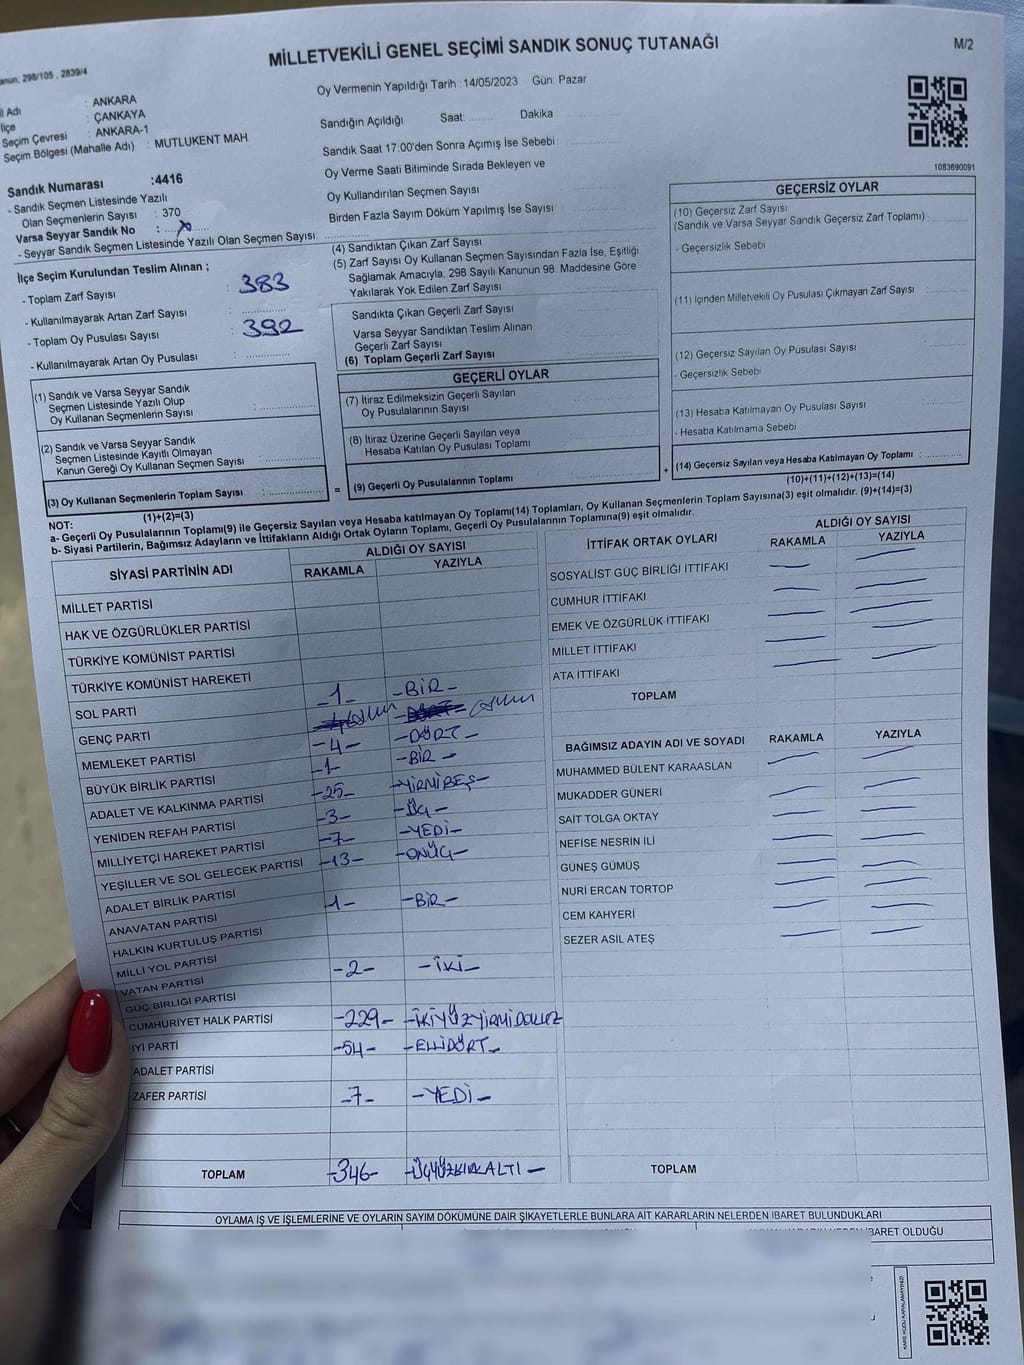 MİLLETVEKİLİ GENEL SEÇİMİ SANDIK SONUÇ TUTANAĞI
M/2
anun: 298/105 , 2839/4
Oy Vermenin Yapıldığı Tarih : 14/05/2023 Gün: Pazar
il Adı : ANKARA
İlçe : ÇANKAYA
Seçim Çevresi : ANKARA-1
Seçim Bölgesi (Mahalle Adı) : MUTLUKENT MAH.
Sandık Numarası :4416
- Sandık Seçmen Listesinde Yazılı
Olan Seçmenlerin Sayısı : 370
Varsa Seyyar Sandık No : x
- Seyyar Sandık Seçmen Listesinde Yazılı Olan Seçmen Sayısı:
İlçe Seçim Kurulundan Teslim Alınan ;
- Toplam Zarf Sayısı : 383
- Kullanılmayarak Artan Zarf Sayısı :
- Toplam Oy Pusulası Sayısı : 392
- Kullanılmayarak Artan Oy Pusulası :
(1) Sandık ve Varsa Seyyar Sandık
Seçmen Listesinde Yazılı Olup
Oy Kullanan Seçmenlerin Sayısı :
(2) Sandık ve Varsa Seyyar Sandık
Seçmen Listesinde Kayıtlı Olmayan
Kanun Gereği Oy Kullanan Seçmen Sayısı :
(3) Oy Kullanan Seçmenlerin Toplam Sayısı :
(1)+(2)=(3)
Sandığın Açıldığı Saat: Dakika
Sandık Saat 17:00'den Sonra Açımış İse Sebebi
Oy Verme Saati Bitiminde Sırada Bekleyen ve
Oy Kullandırılan Seçmen Sayısı
Birden Fazla Sayım Döküm Yapılmış İse Sayısı
(4) Sandıktan Çıkan Zarf Sayısı
(5) Zarf Sayısı Oy Kullanan Seçmen Sayısından Fazla İse, Eşitliği
Sağlamak Amacıyla; 298 Sayılı Kanunun 98. Maddesine Göre
Yakılarak Yok Edilen Zarf Sayısı
Sandıkta Çıkan Geçerli Zarf Sayısı
Varsa Seyyar Sandıktan Teslim Alınan
Geçerli Zarf Sayısı
(6) Toplam Geçerli Zarf Sayısı
GEÇERLİ OYLAR
(7) İtiraz Edilmeksizin Geçerli Sayılan
Oy Pusulalarının Sayısı
(8) İtiraz Üzerine Geçerli Sayılan veya
Hesaba Katılan Oy Pusulası Toplamı
= (9) Geçerli Oy Pusulalarının Toplamı +
1083690091
GEÇERSİZ OYLAR
(10) Geçersiz Zarf Sayısı
(Sandık ve Varsa Seyyar Sandık Geçersiz Zarf Toplamı) :
- Geçersizlik Sebebi
(11) İçinden Milletvekili Oy Pusulası Çıkmayan Zarf Sayısı
(12) Geçersiz Sayılan Oy Pusulası Sayısı
- Geçersizlik Sebebi
(13) Hesaba Katılmayan Oy Pusulası Sayısı
- Hesaba Katılmama Sebebi
(14) Geçersiz Sayılan veya Hesaba Katılmayan Oy Toplamı :
(10)+(11)+(12)+(13)=(14)
NOT:
a- Geçerli Oy Pusulalarının Toplamı(9) ile Geçersiz Sayılan veya Hesaba katılmayan Oy Toplamı(14) Toplamları, Oy Kullanan Seçmenlerin Toplam Sayısına(3) eşit olmalıdır. (9)+(14)=(3)
b- Siyasi Partilerin, Bağımsız Adayların ve İttifakların Aldığı Ortak Oyların Toplamı, Geçerli Oy Pusulalarının Toplamına(9) eşit olmalıdır.
SİYASİ PARTİNİN ADI
ALDIĞI OY SAYISI
RAKAMLA YAZIYLA
MİLLET PARTİSİ
HAK VE ÖZGÜRLÜKLER PARTİSİ
TÜRKİYE KOMÜNİST PARTİSİ
TÜRKİYE KOMÜNİST HAREKETİ
SOL PARTİ -1- -BİR-
GENÇ PARTİ
MEMLEKET PARTİSİ -4- -DÖRT-
BÜYÜK BİRLİK PARTİSİ -1- -BİR-
ADALET VE KALKINMA PARTİSİ -25- -YİRMİBEŞ-
YENİDEN REFAH PARTİSİ -3- -ÜÇ-
MİLLİYETÇİ HAREKET PARTİSİ -7- -YEDİ-
YEŞİLLER VE SOL GELECEK PARTİSİ -13- -ONÜÇ-
ADALET BİRLİK PARTİSİ
ANAVATAN PARTİSİ -1- -BİR-
HALKIN KURTULUŞ PARTİSİ
MİLLİ YOL PARTİSİ
VATAN PARTİSİ -2- -İKİ-
GÜÇ BİRLİĞİ PARTİSİ
CUMHURİYET HALK PARTİSİ -229- -İKİYÜZYİRMİDOKUZ
İYİ PARTİ -54- -ELLİDÖRT-
ADALET PARTİSİ
ZAFER PARTİSİ -7- -YEDİ-
TOPLAM -346- -ÜÇYÜZKIRKALTI-
İTTİFAK ORTAK OYLARI
ALDIĞI OY SAYISI
RAKAMLA YAZIYLA
SOSYALİST GÜÇ BİRLİĞİ İTTİFAKI
CUMHUR İTTİFAKI
EMEK VE ÖZGÜRLÜK İTTİFAKI
MİLLET İTTİFAKI
ATA İTTİFAKI
TOPLAM
BAĞIMSIZ ADAYIN ADI VE SOYADI RAKAMLA YAZIYLA
MUHAMMED BÜLENT KARAASLAN
MUKADDER GÜNERİ
SAİT TOLGA OKTAY
NEFİSE NESRİN İLİ
GÜNEŞ GÜMÜŞ
NURİ ERCAN TORTOP
CEM KAHYERİ
SEZER ASİL ATEŞ
TOPLAM
OYLAMA İŞ VE İŞLEMLERİNE VE OYLARIN SAYIM DÖKÜMÜNE DAİR ŞİKAYETLERLE BUNLARA AİT KARARLARIN NELERDEN İBARET BULUNDUKLARI
İBARET OLDUĞU
KARE KODU KARALAMAYINIZ!